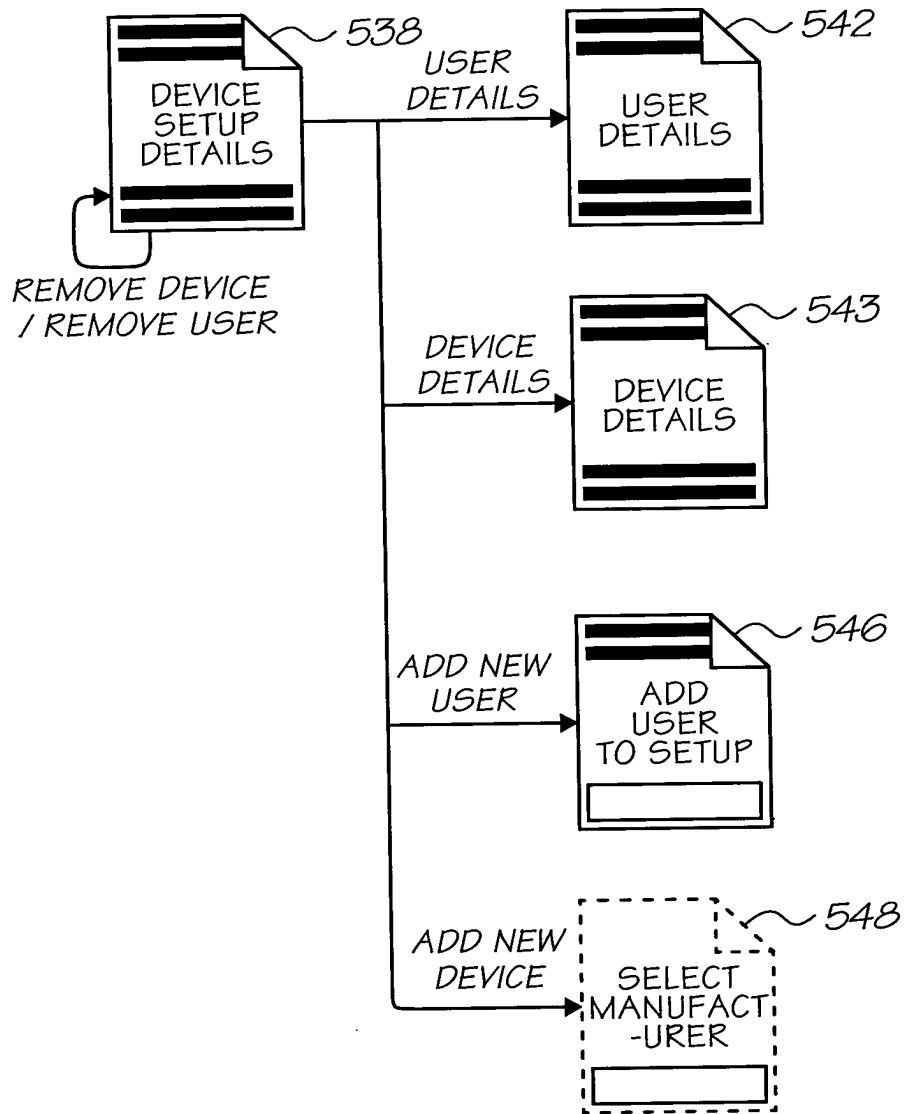 538
DEVICE
SETUP
DETAILS
REMOVE DEVICE
/ REMOVE USER
USER
DETAILS
542
USER
DETAILS
DEVICE
DETAILS
543
DEVICE
DETAILS
ADD NEW
USER
546
ADD
USER
TO SETUP
ADD NEW
DEVICE
548
SELECT
MANUFACT
-URER